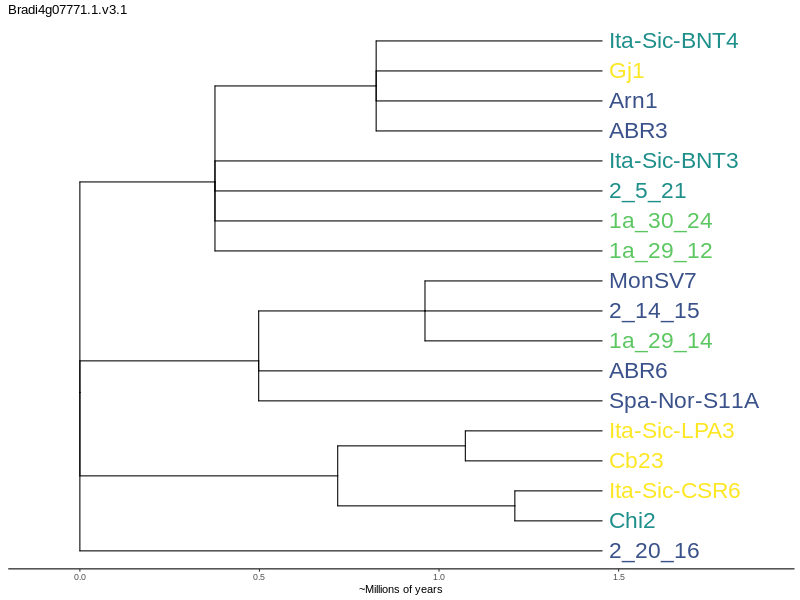 Bradi4g07771.1.v3.1
Ita-Sic-BNT4
Gj1
Arn1
ABR3
Ita-Sic-BNT3
2_5_21
1a_30_24
1a_29_12
MonSV7
2_14_15
1a_29_14
ABR6
Spa-Nor-S11A
Ita-Sic-LPA3
Cb23
Ita-Sic-CSR6
Chi2
2_20_16
0.0 0.5 1.0 1.5
~Millions of years